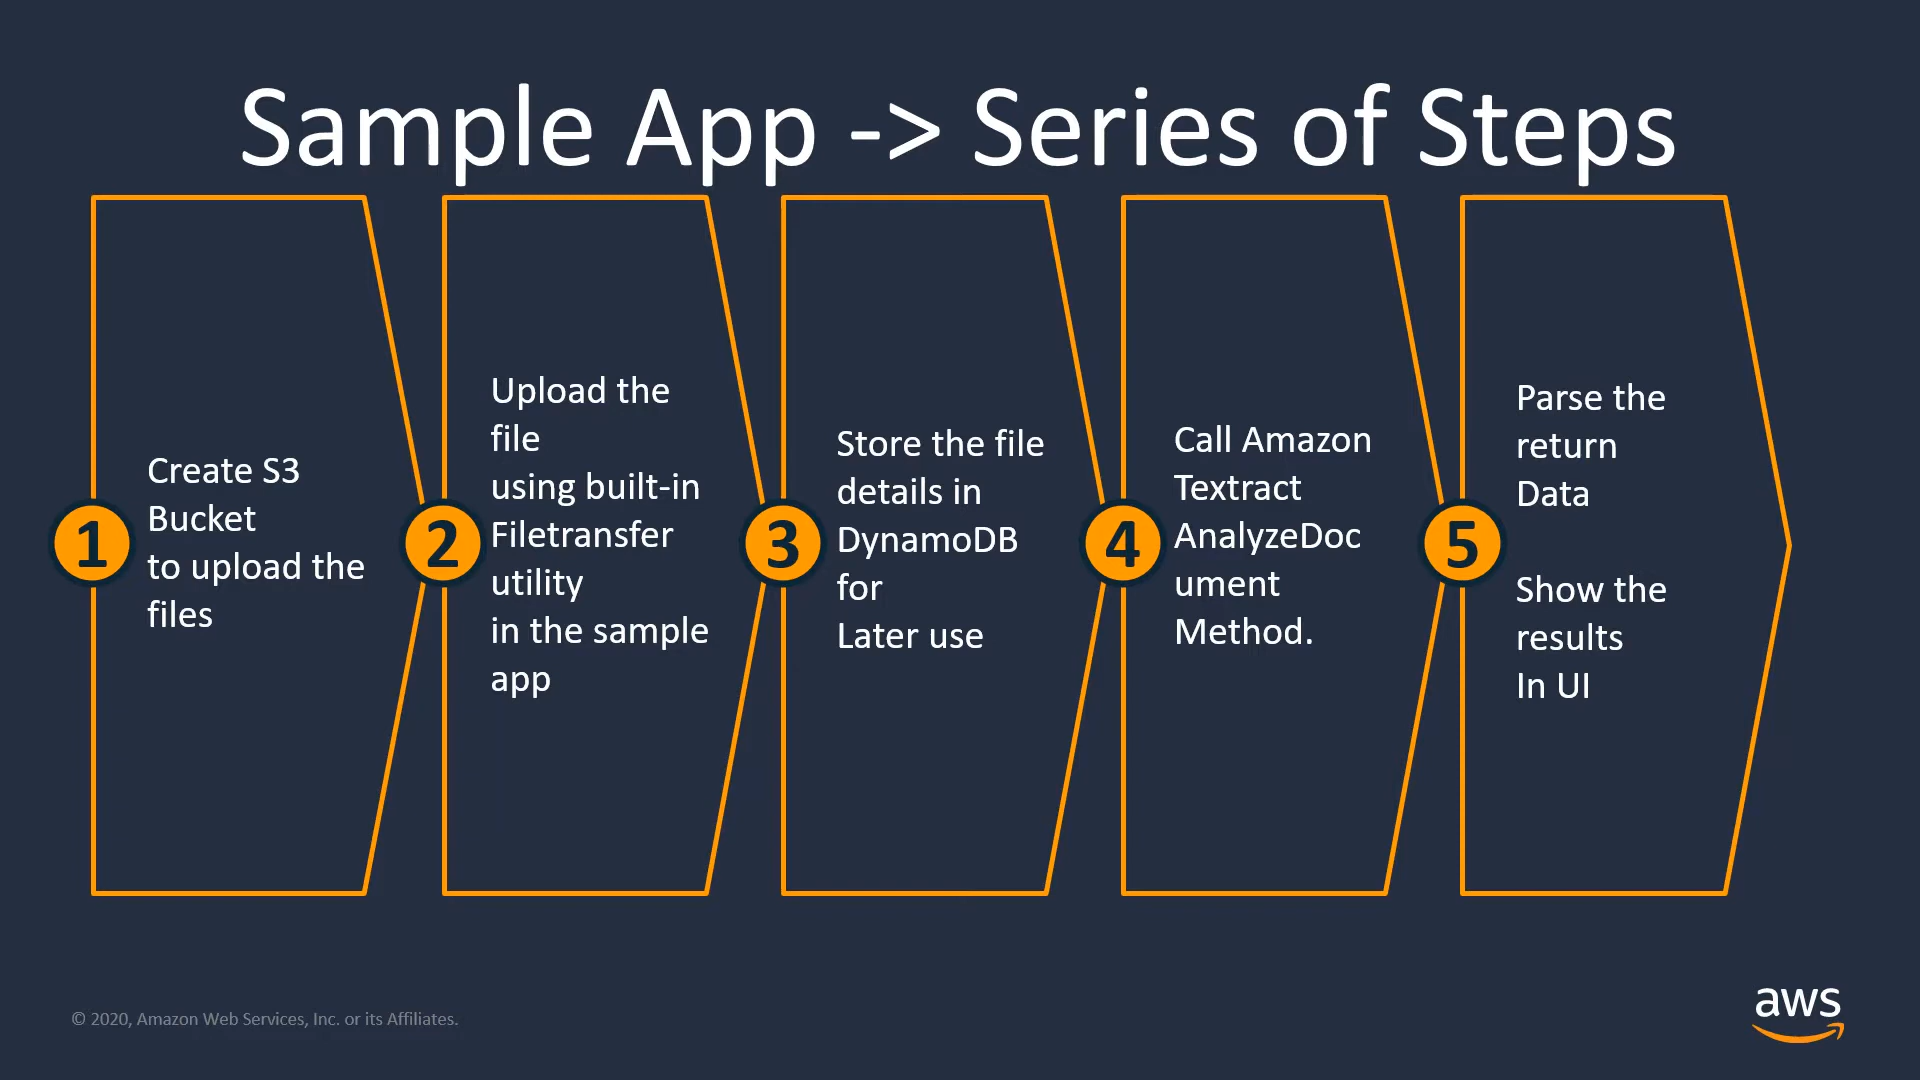 Sample App -> Series of Steps
1
Create S3
Bucket
to upload the
files
2
Upload the
file
using built-in
Filetransfer
utility
in the sample
app
3
Store the file
details in
DynamoDB
for
Later use
4
Call Amazon
Textract
AnalyzeDoc
ument
Method.
5
Parse the
return
Data
Show the
results
In UI
© 2020, Amazon Web Services, Inc. or its Affiliates.
aws